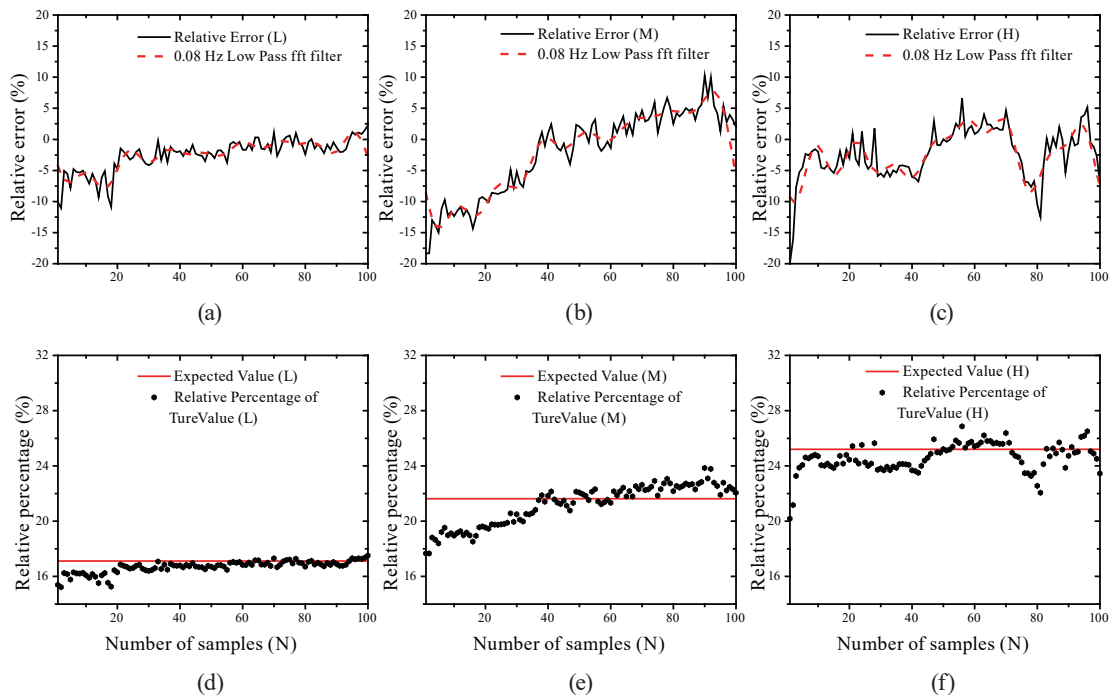 20
15
10
5
0
-5
-10
-15
-20
Relative error (%)
Relative Error (L)
0.08 Hz Low Pass fft filter
20
40
60
80
100
(a)
20
15
10
5
0
-5
-10
-15
-20
Relative error (%)
Relative Error (M)
0.08 Hz Low Pass fft filter
20
40
60
80
100
(b)
20
15
10
5
0
-5
-10
-15
-20
Relative error (%)
Relative Error (H)
0.08 Hz Low Pass fft filter
20
40
60
80
100
(c)
32
28
24
20
16
Relative percentage (%)
Expected Value (L)
Relative Percentage of
TureValue (L)
20
40
60
80
100
Number of samples (N)
(d)
32
28
24
20
16
Relative percentage (%)
Expected Value (M)
Relative Percentage of
TureValue (M)
20
40
60
80
100
Number of samples (N)
(e)
32
28
24
20
16
Relative percentage (%)
Expected Value (H)
Relative Percentage of
TureValue (H)
20
40
60
80
100
Number of samples (N)
(f)